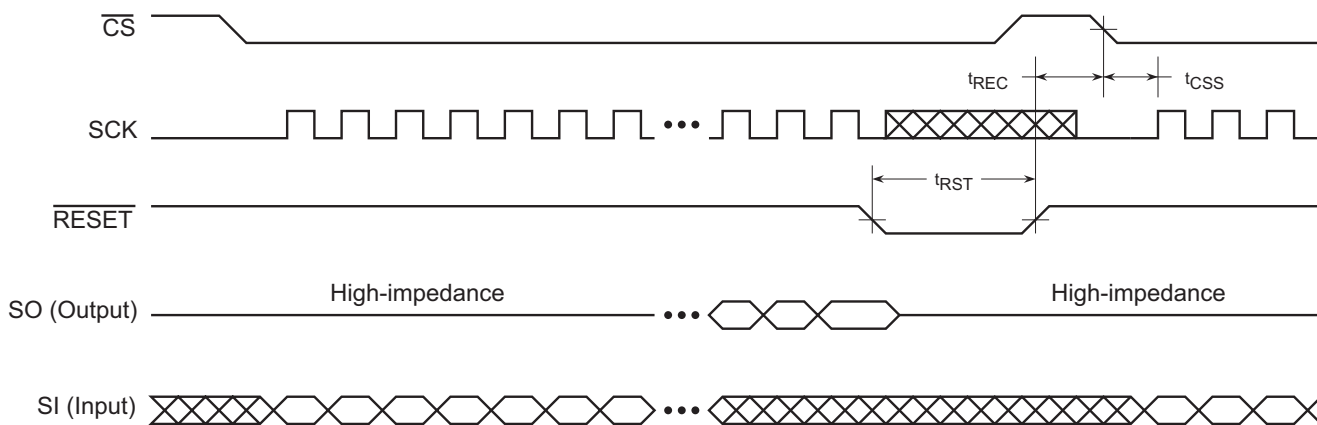 CS
tREC
tCSS
SCK
tRST
RESET
High-impedance
High-impedance
SO (Output)
SI (Input)